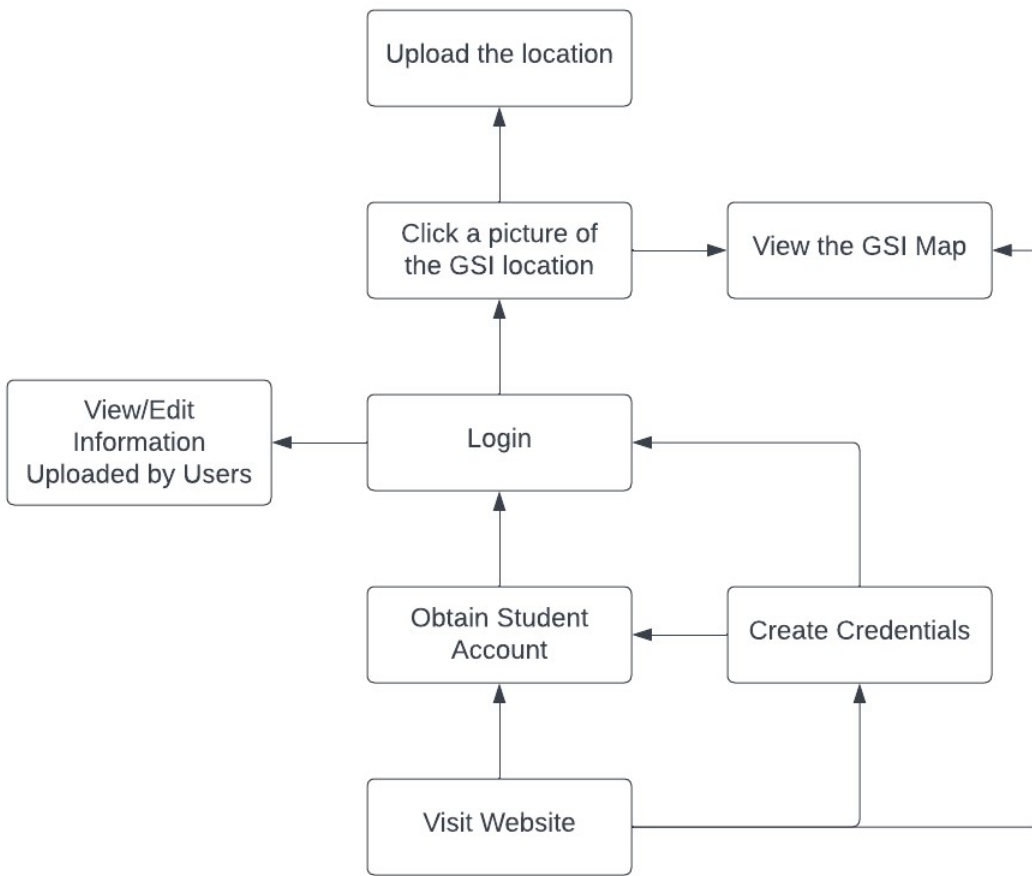 Upload the location
Click a picture of
the GSI location
View the GSI Map
View/Edit
Information
Uploaded by Users
Login
Obtain Student
Account
Create Credentials
Visit Website